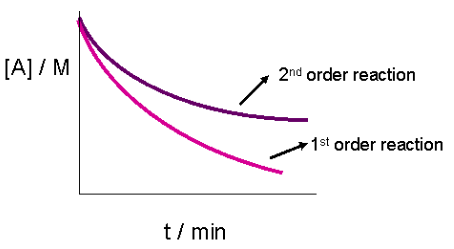 [A] / M
2nd order reaction
1st order reaction
t / min